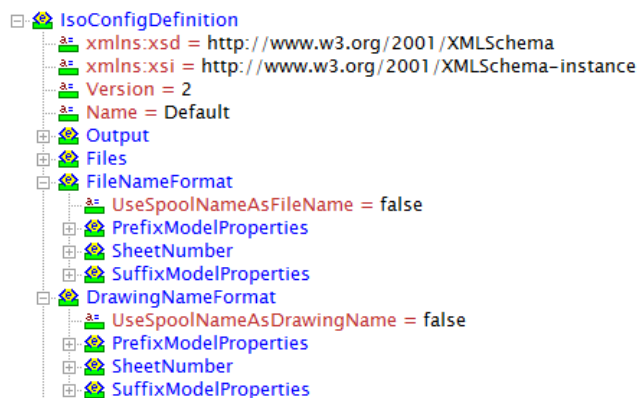 IsoConfigDefinition
xmlns:xsd = http://www.w3.org/2001/XMLSchema
xmlns:xsi = http://www.w3.org/2001/XMLSchema-instance
Version = 2
Name = Default
Output
Files
FileNameFormat
UseSpoolNameAsFileName = false
PrefixModelProperties
SheetNumber
SuffixModelProperties
DrawingNameFormat
UseSpoolNameAsDrawingName = false
PrefixModelProperties
SheetNumber
SuffixModelProperties